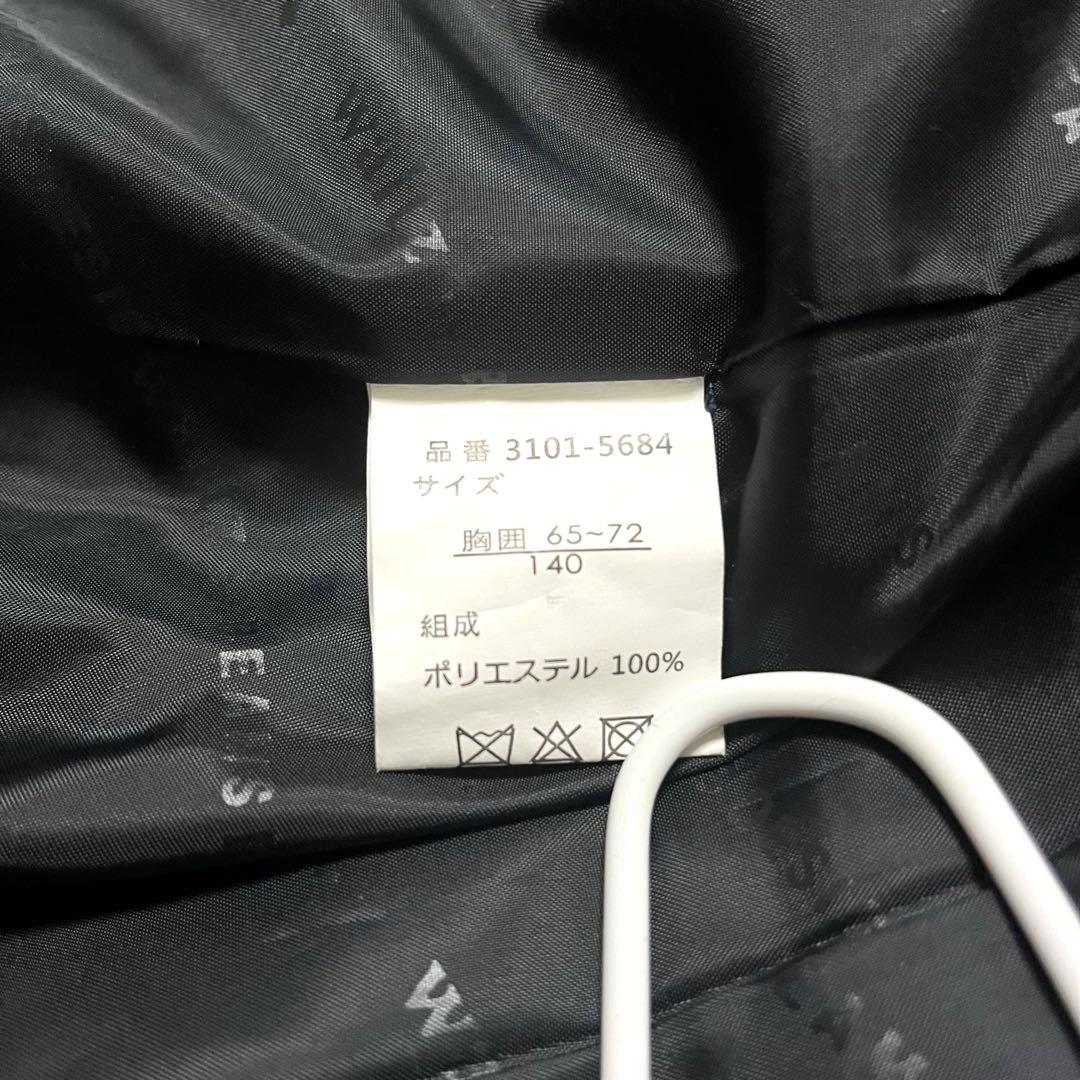 品番 3101-5684
サイズ
胸囲 65~72
140
組成
ポリエステル 100%